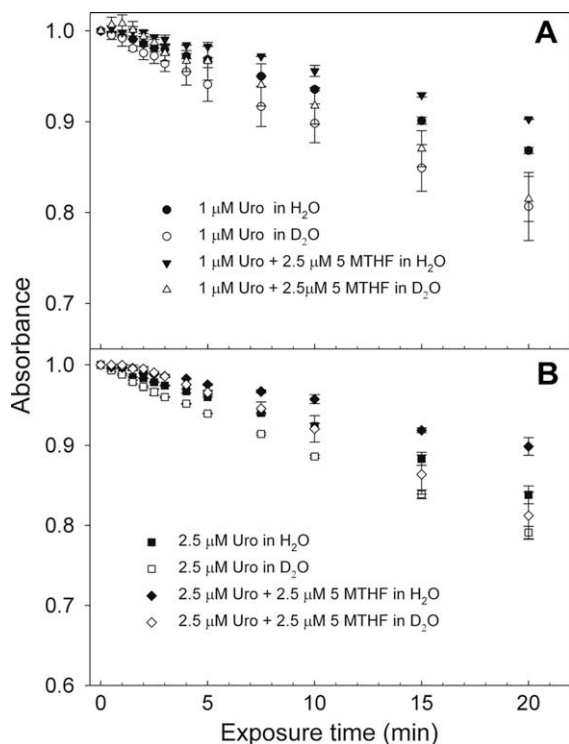 A
1.0
0.9
0.8
0.7
1 μM Uro in H₂O
1 μM Uro in D₂O
1 μM Uro + 2.5 μM 5 MTHF in H₂O
1 μM Uro + 2.5μM 5 MTHF in D₂O
Absorbance
B
1.0
0.9
0.8
0.7
0.6
2.5 μM Uro in H₂O
2.5 μM Uro in D₂O
2.5 μM Uro + 2.5 μM 5 MTHF in H₂O
2.5 μM Uro + 2.5 μM 5 MTHF in D₂O
0 5 10 15 20
Exposure time (min)